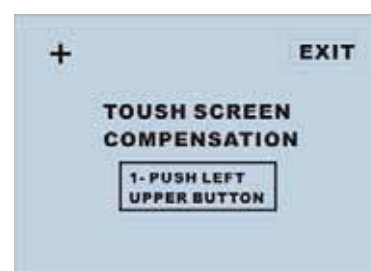 + EXIT
TOUSH SCREEN
COMPENSATION
1- PUSH LEFT
UPPER BUTTON